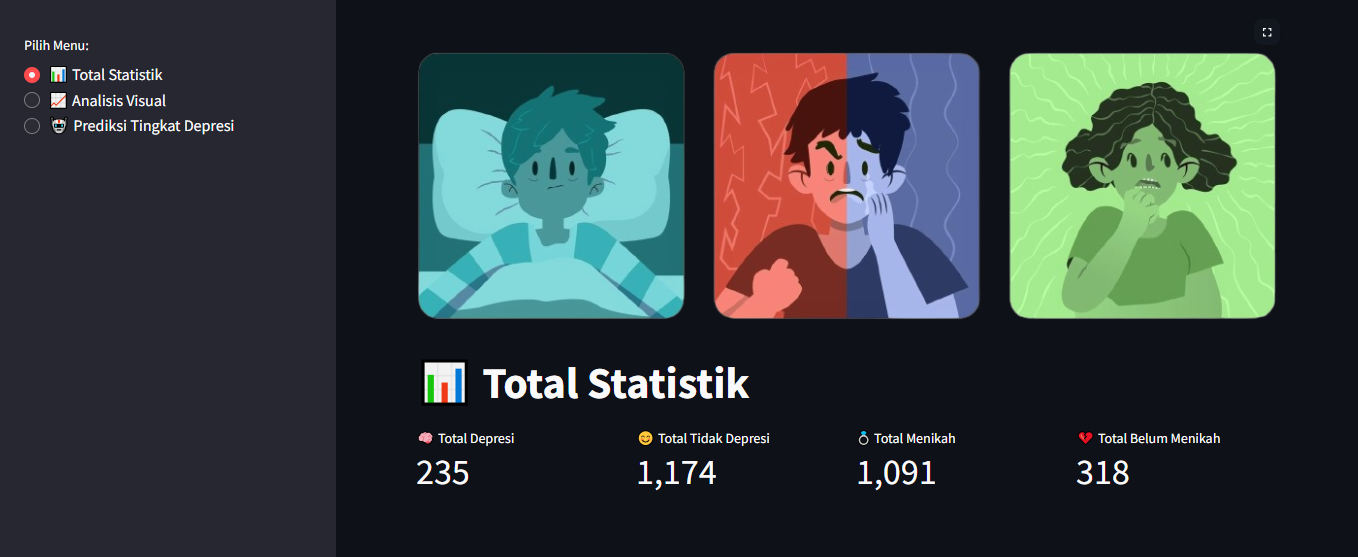 Pilih Menu:
📊 Total Statistik
📈 Analisis Visual
🤖 Prediksi Tingkat Depresi
📊 Total Statistik
🧠 Total Depresi
235
😊 Total Tidak Depresi
1,174
💍 Total Menikah
1,091
💔 Total Belum Menikah
318